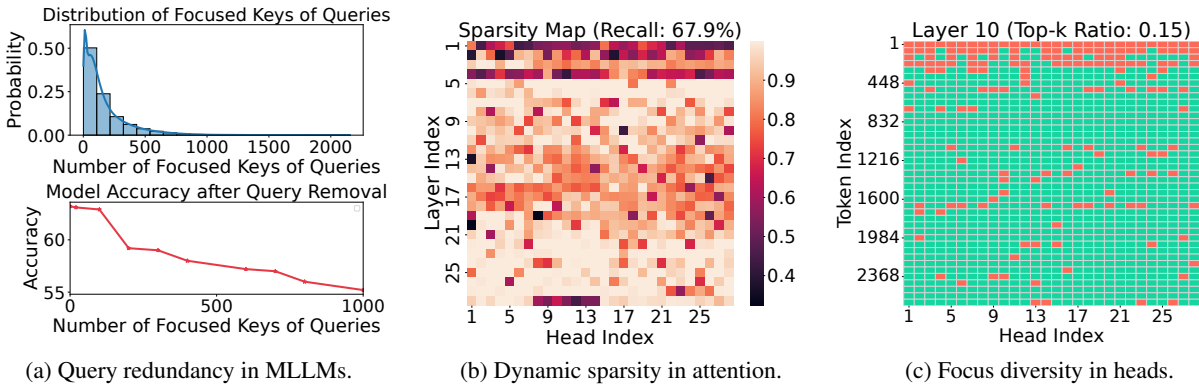 Distribution of Focused Keys of Queries
Probability
0.50
0.25
0.00
0 500 1000 1500 2000
Number of Focused Keys of Queries
Model Accuracy after Query Removal
Accuracy
60
55
0 500 1000
Number of Focused Keys of Queries
(a) Query redundancy in MLLMs.
Sparsity Map (Recall: 67.9%)
Layer Index
1
5
9
13
17
21
25
1 5 9 13 17 21 25
Head Index
0.9
0.8
0.7
0.6
0.5
0.4
(b) Dynamic sparsity in attention.
Layer 10 (Top-k Ratio: 0.15)
Token Index
1
448
832
1216
1600
1984
2368
1 5 9 13 17 21 25
Head Index
(c) Focus diversity in heads.